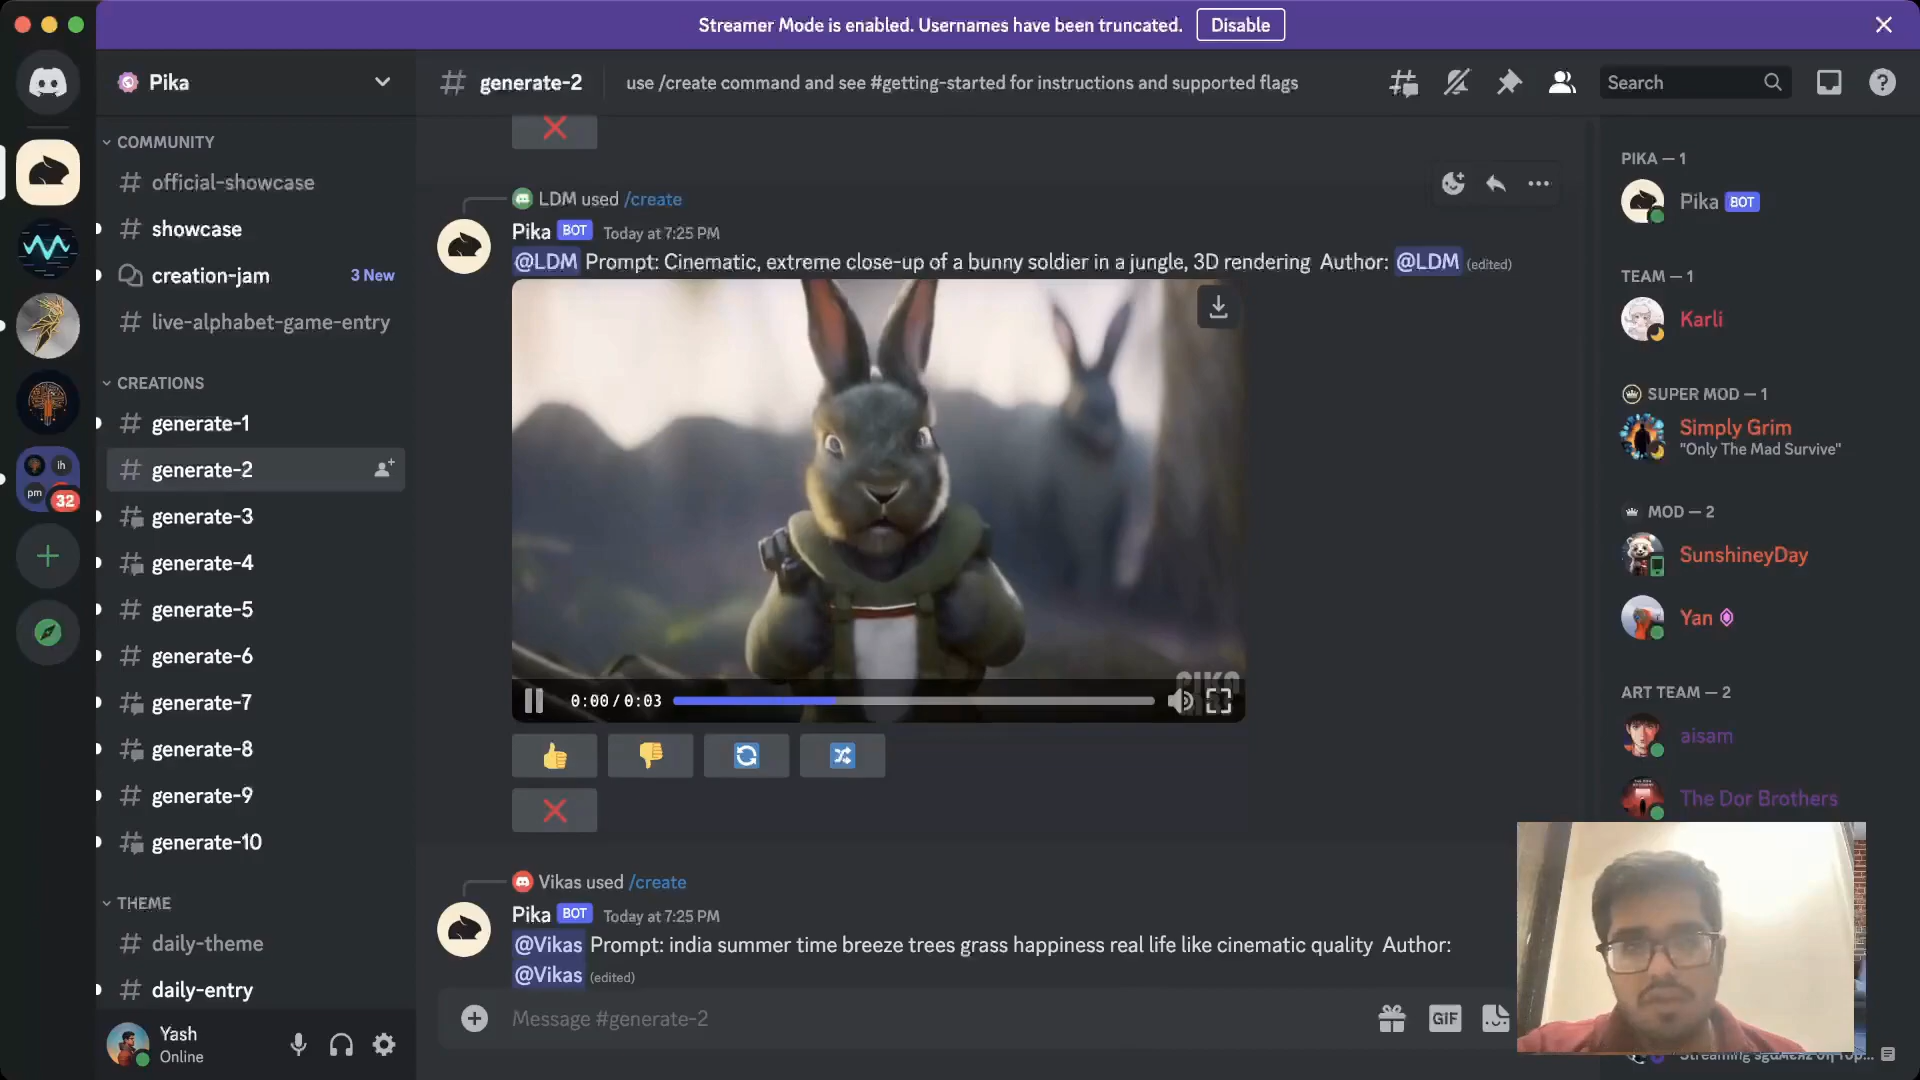 Streamer Mode is enabled. Usernames have been truncated. Disable
Pika
COMMUNITY
official-showcase
showcase
creation-jam 3 New
live-alphabet-game-entry
CREATIONS
generate-1
generate-2
generate-3
generate-4
generate-5
generate-6
generate-7
generate-8
generate-9
generate-10
THEME
daily-theme
daily-entry
Yash
Online
ih
pm
32
generate-2 use /create command and see #getting-started for instructions and supported flags
Search
LDM used /create
Pika BOT Today at 7:25 PM
@LDM Prompt: Cinematic, extreme close-up of a bunny soldier in a jungle, 3D rendering Author: @LDM (edited)
PIKA
0:00 / 0:03
Vikas used /create
Pika BOT Today at 7:25 PM
@Vikas Prompt: india summer time breeze trees grass happiness real life like cinematic quality Author:
@Vikas (edited)
Message #generate-2
GIF
PIKA — 1
Pika BOT
TEAM — 1
Karli
SUPER MOD — 1
Simply Grim
"Only The Mad Survive"
MOD — 2
SunshineyDay
Yan
ART TEAM — 2
aisam
The Dor Brothers
Streaming